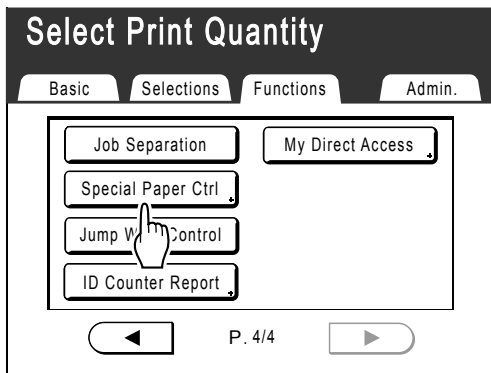 Select Print Quantity
Basic Selections Functions Admin.
Job Separation My Direct Access
Special Paper Ctrl
Jump Control
ID Counter Report
P. 4/4